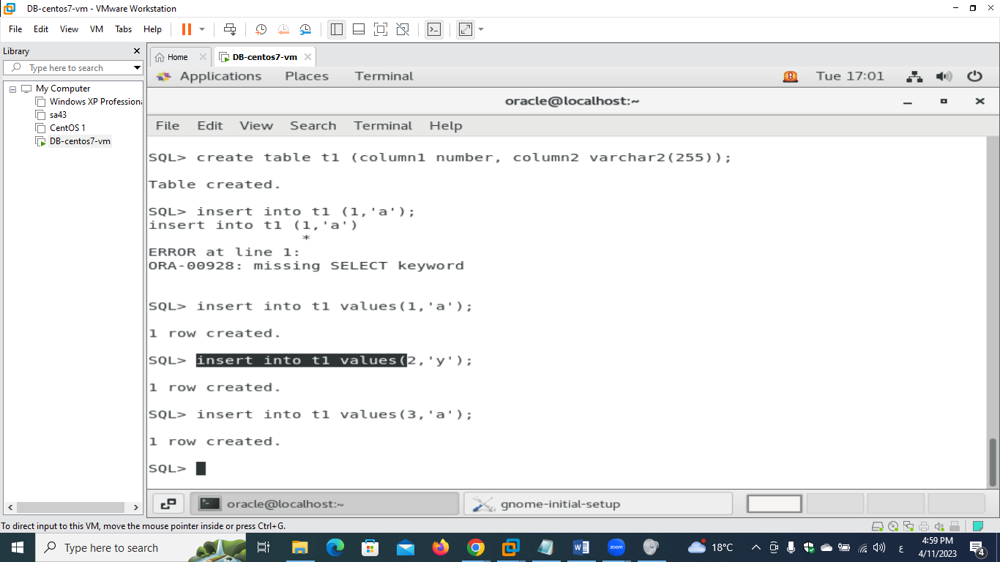 DB-centos7-vm - VMware Workstation
File Edit View VM Tabs Help
Library
Type here to search
My Computer
Windows XP Professiona
sa43
CentOS 1
DB-centos7-vm
Home DB-centos7-vm
Applications Places Terminal Tue 17:01
oracle@localhost:~
File Edit View Search Terminal Help
SQL> create table t1 (column1 number, column2 varchar2(255));
Table created.
SQL> insert into t1 (1,'a');
insert into t1 (1,'a')
*
ERROR at line 1:
ORA-00928: missing SELECT keyword
SQL> insert into t1 values(1,'a');
1 row created.
SQL> insert into t1 values(2,'y');
1 row created.
SQL> insert into t1 values(3,'a');
1 row created.
SQL>
oracle@localhost:~ gnome-initial-setup
To direct input to this VM, move the mouse pointer inside or press Ctrl+G.
Type here to search
zoom
18°C
ع
4:59 PM
4/11/2023
4